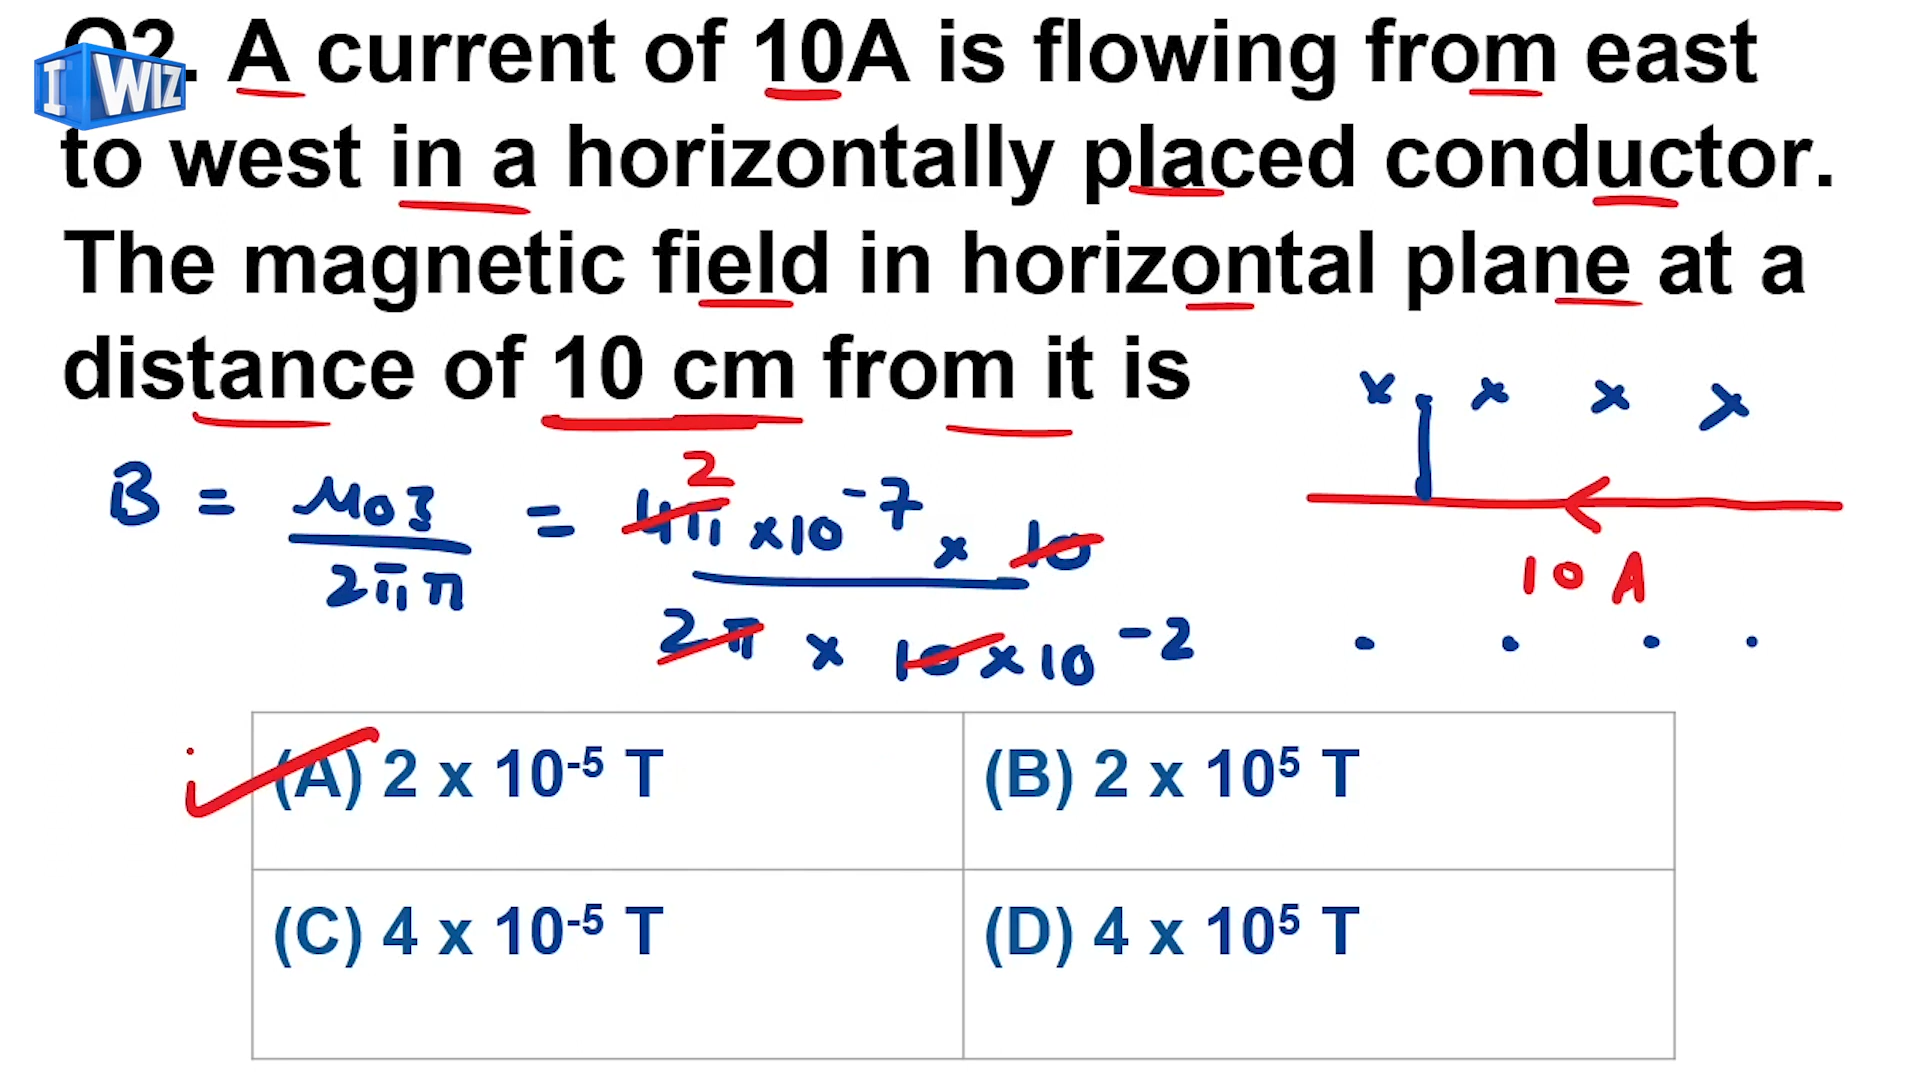 Q2. A current of 10A is flowing from east
I WIZ
to west in a horizontally placed conductor.
The magnetic field in horizontal plane at a
distance of 10 cm from it is
x x x x
B = μ₀I / 2πr = 4π x 10⁻⁷ x 10 / 2π x 10 x 10⁻²
2
10 A
(A) 2 x 10⁻⁵ T
(B) 2 x 10⁵ T
(C) 4 x 10⁻⁵ T
(D) 4 x 10⁵ T